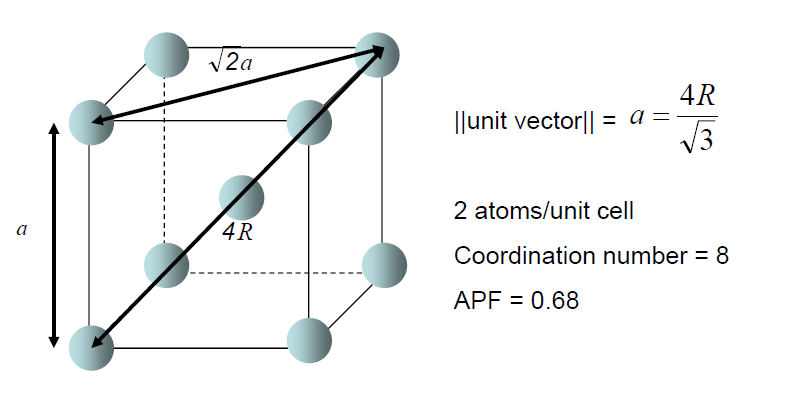 √2a
||unit vector|| = a = 4R/√3
a
4R
2 atoms/unit cell
Coordination number = 8
APF = 0.68